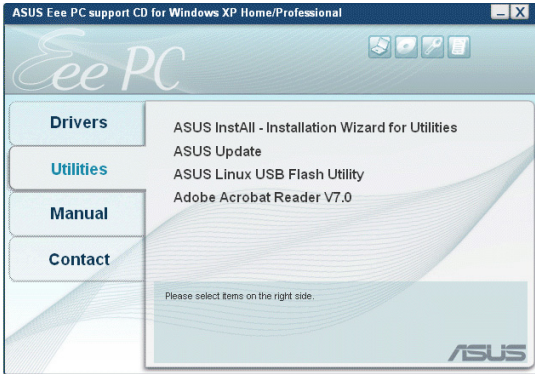 ASUS Eee PC support CD for Windows XP Home/Professional
Eee PC
Drivers
Utilities
Manual
Contact
ASUS InstAll - Installation Wizard for Utilities
ASUS Update
ASUS Linux USB Flash Utility
Adobe Acrobat Reader V7.0
Please select items on the right side.
ASUS